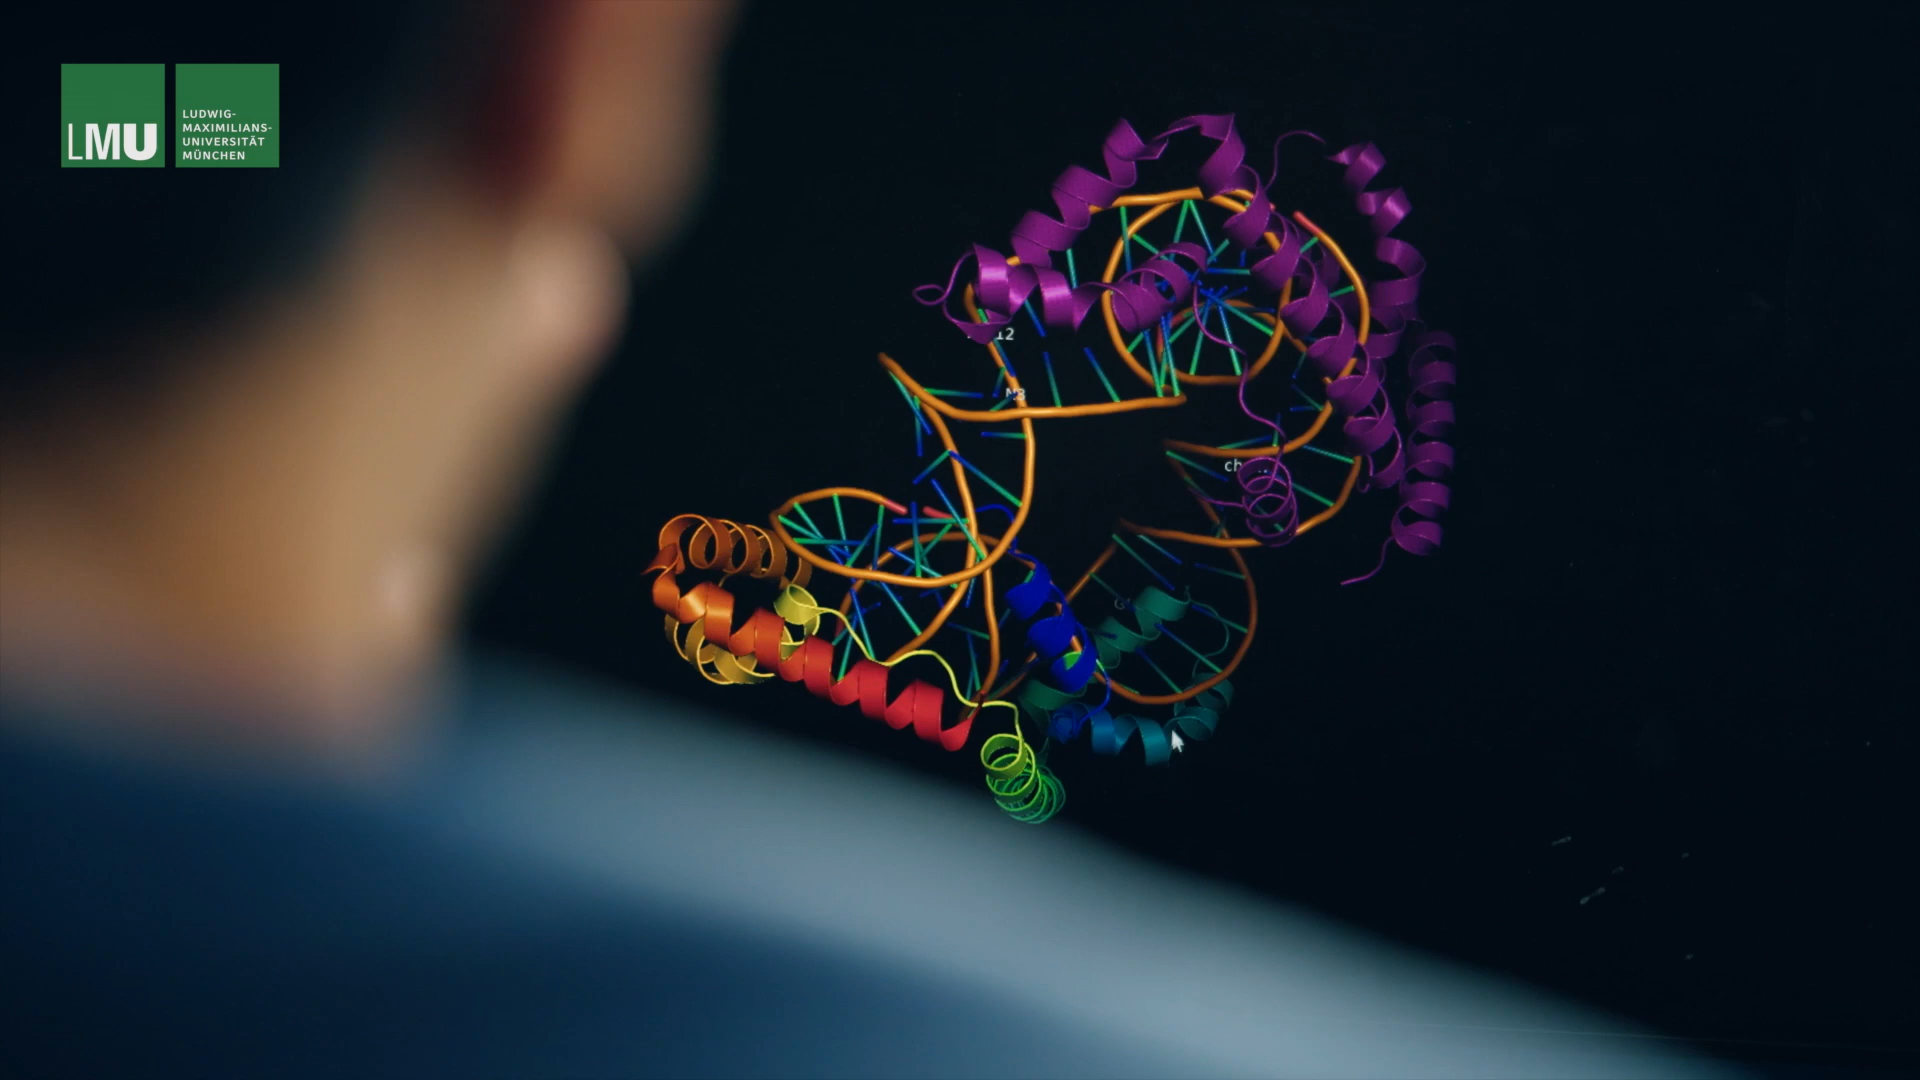 LMU
LUDWIG-
MAXIMILIANS-
UNIVERSITÄT
MÜNCHEN
12